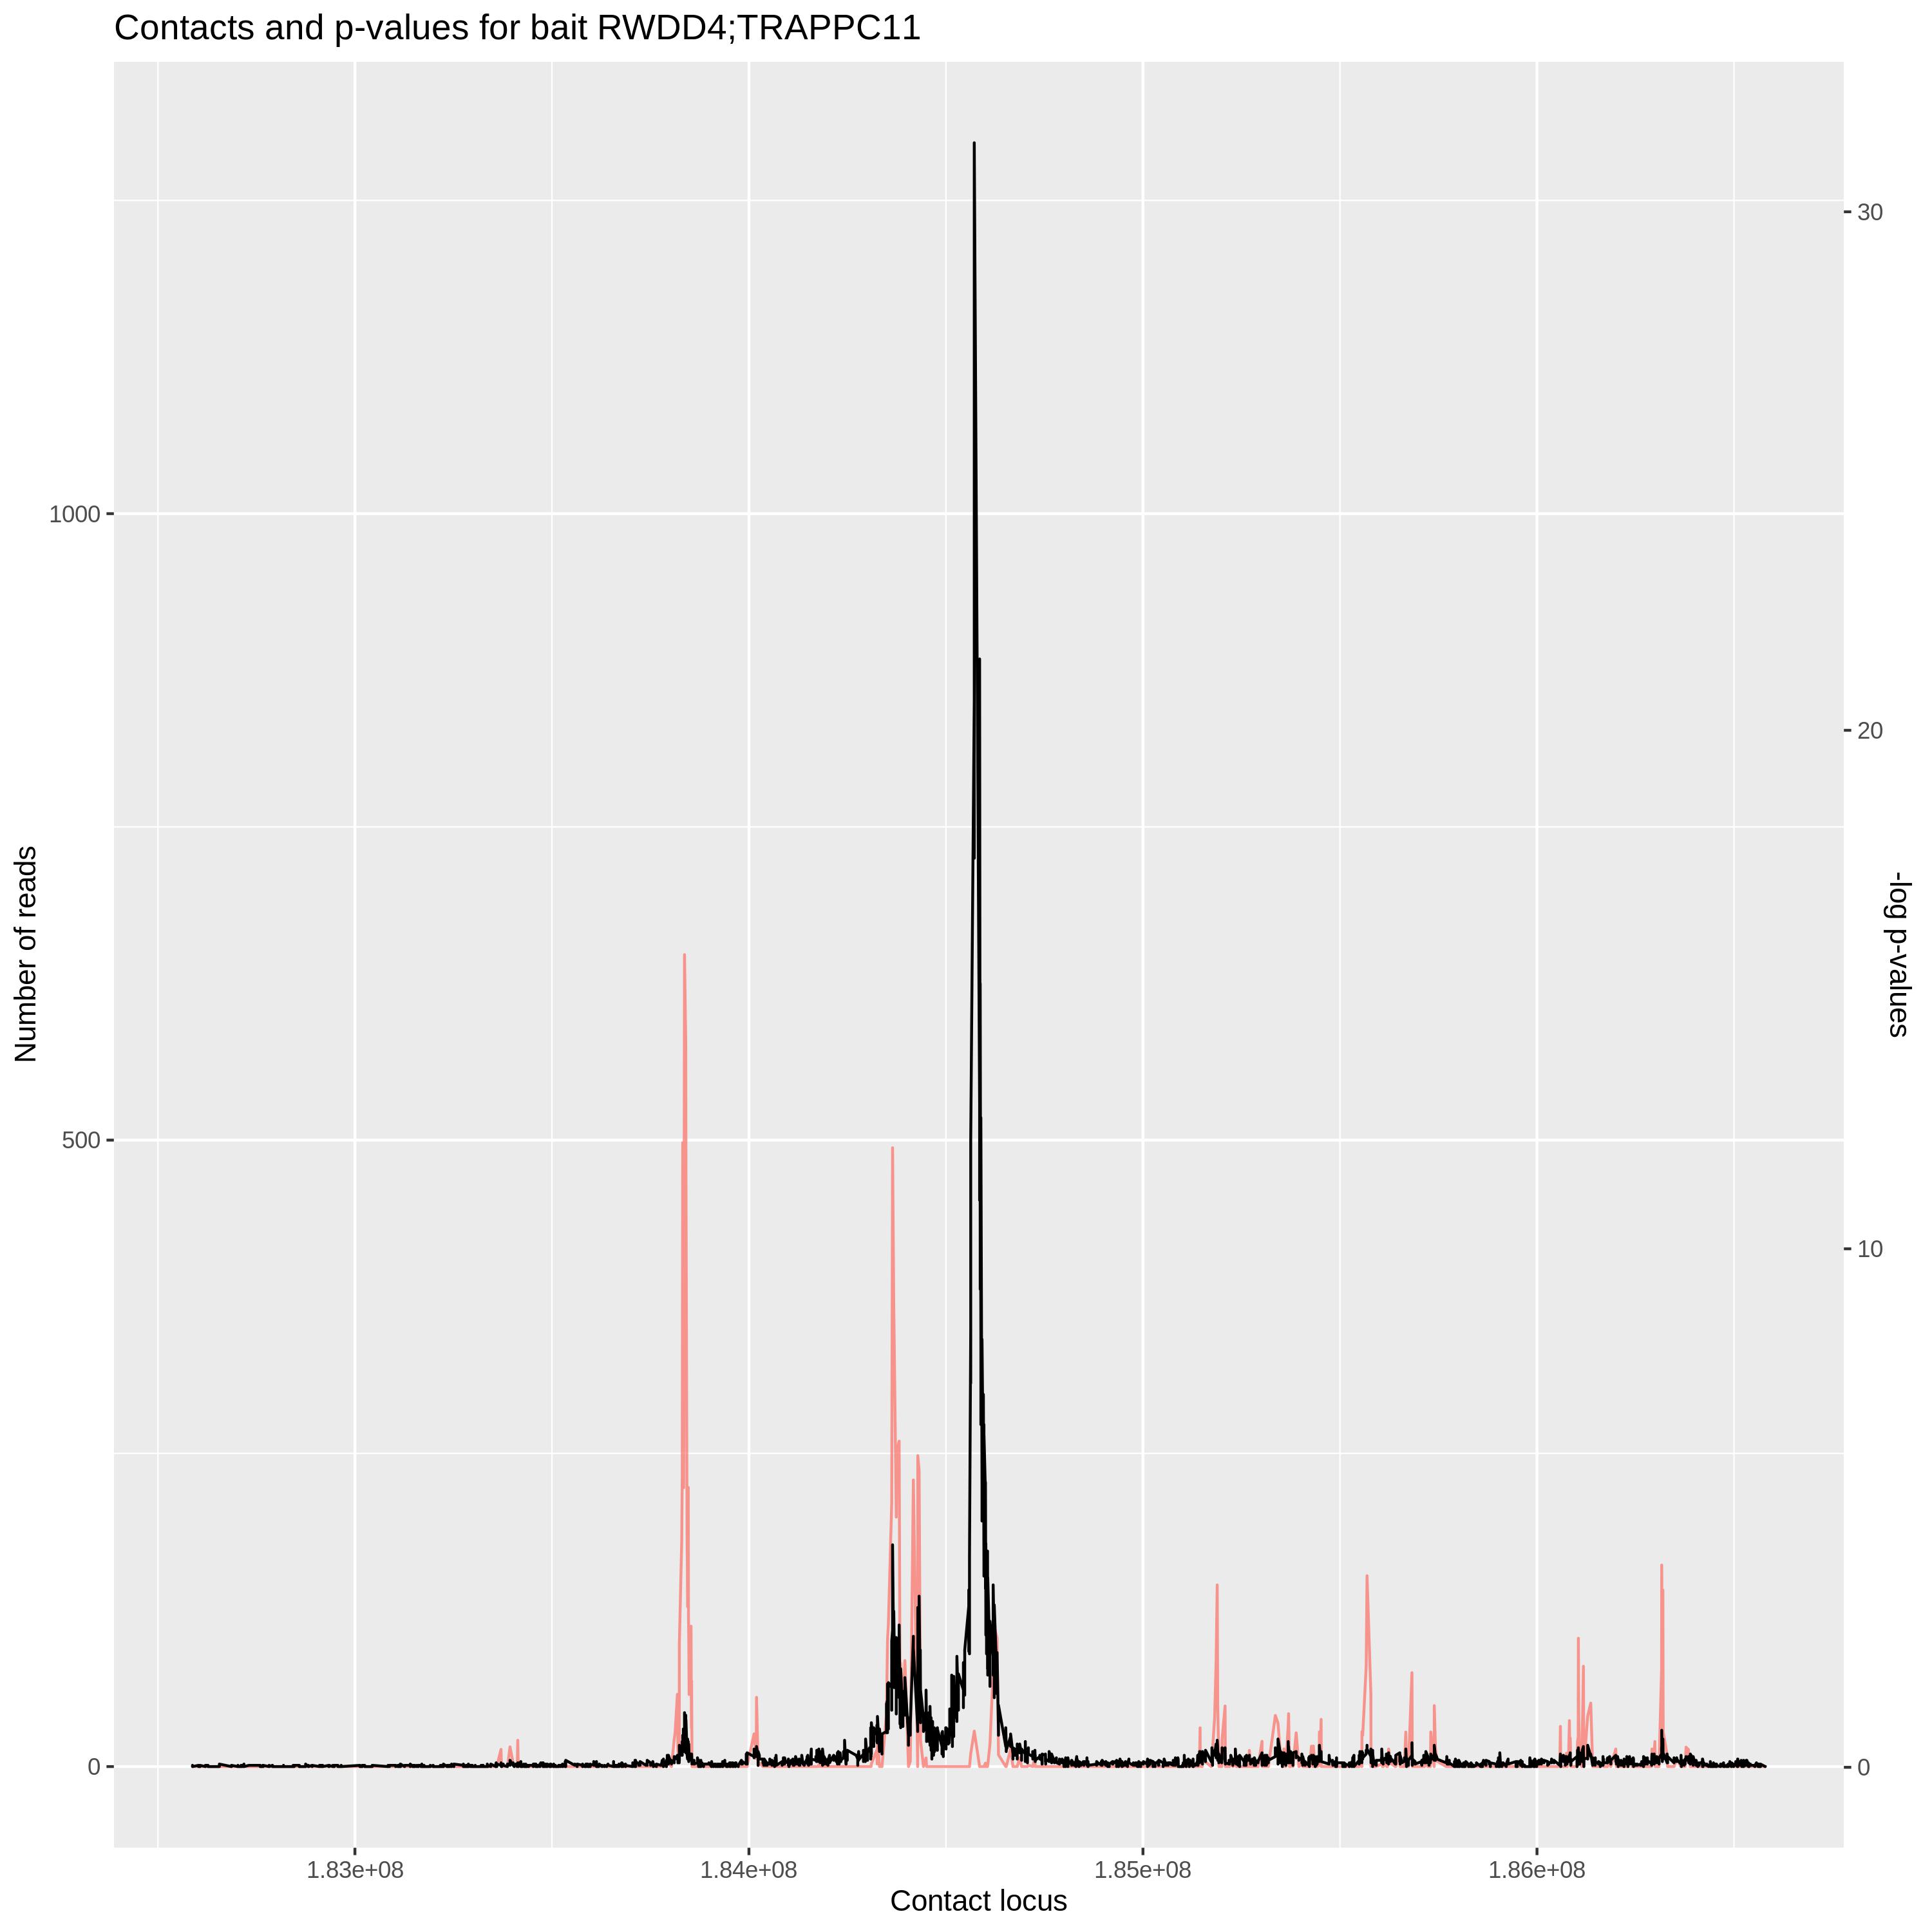 Contacts and p-values for bait RWDD4;TRAPPC11
Number of reads
1000
500
0
30
20
10
0
-log p-values
1.83e+08
1.84e+08
1.85e+08
1.86e+08
Contact locus